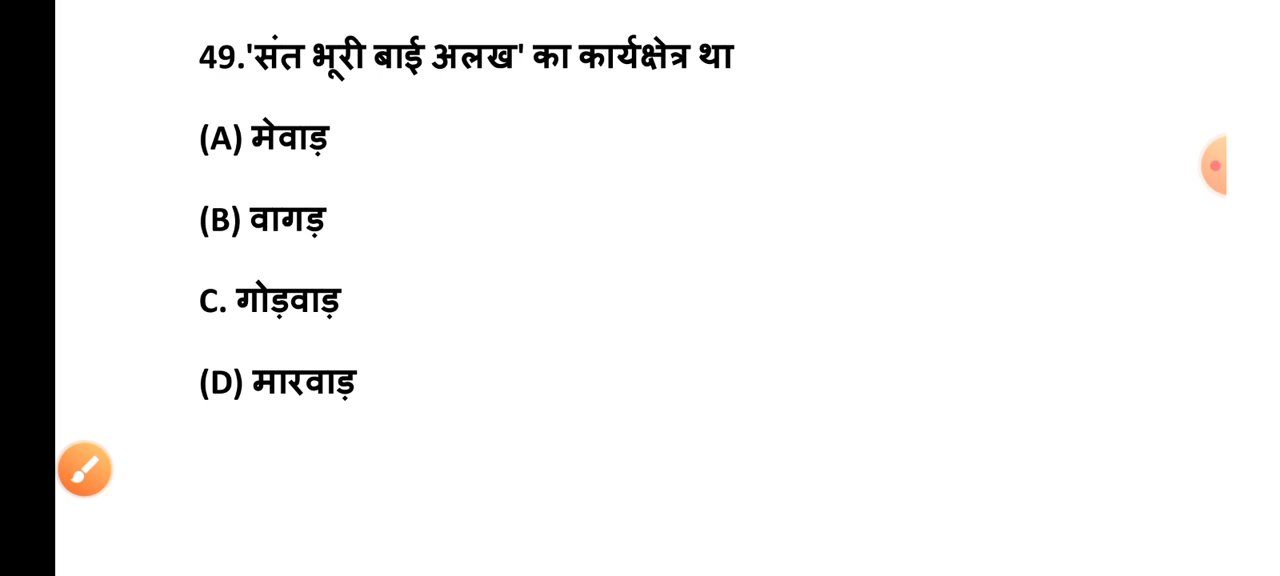 49.'संत भूरी बाई अलख' का कार्यक्षेत्र था
(A) मेवाड़
(B) वागड़
C. गोड़वाड़
(D) मारवाड़